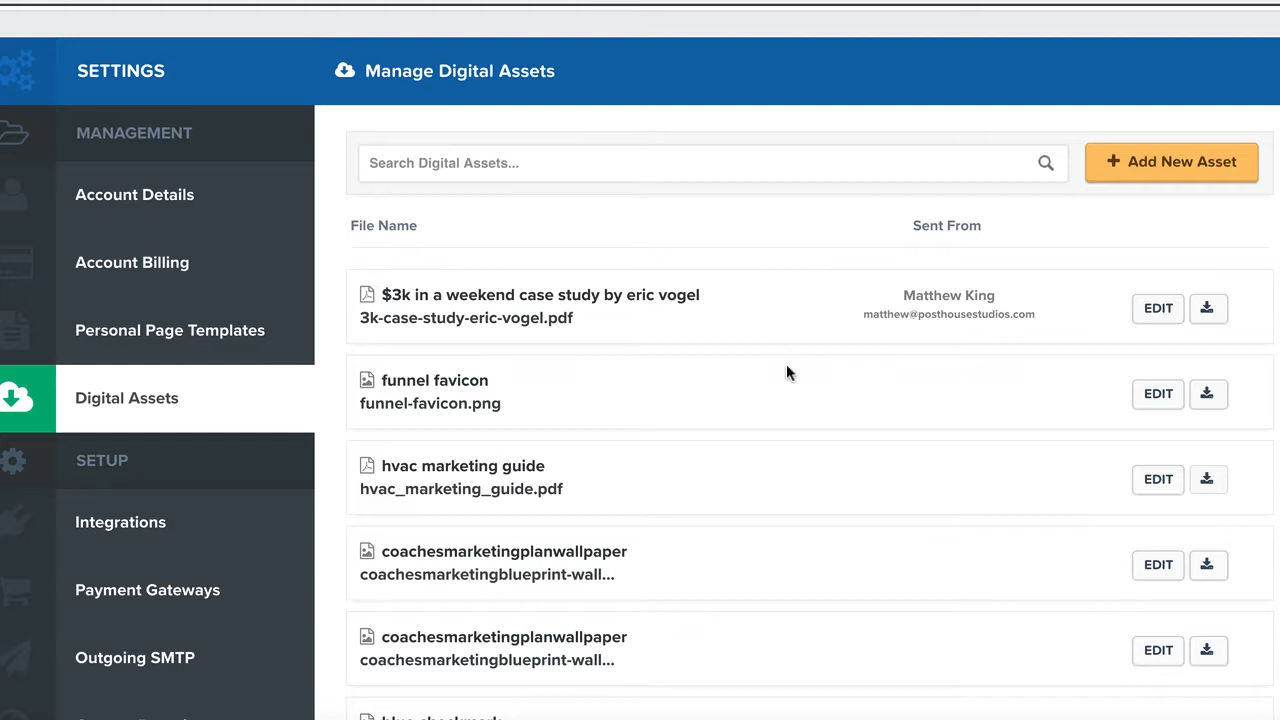 SETTINGS
Manage Digital Assets
MANAGEMENT
Account Details
Account Billing
Personal Page Templates
Digital Assets
SETUP
Integrations
Payment Gateways
Outgoing SMTP
Search Digital Assets...
+ Add New Asset
File Name Sent From
$3k in a weekend case study by eric vogel
3k-case-study-eric-vogel.pdf
Matthew King
matthew@posthousestudios.com
EDIT
funnel favicon
funnel-favicon.png
EDIT
hvac marketing guide
hvac_marketing_guide.pdf
EDIT
coachesmarketingplanwallpaper
coachesmarketingblueprint-wall...
EDIT
coachesmarketingplanwallpaper
coachesmarketingblueprint-wall...
EDIT